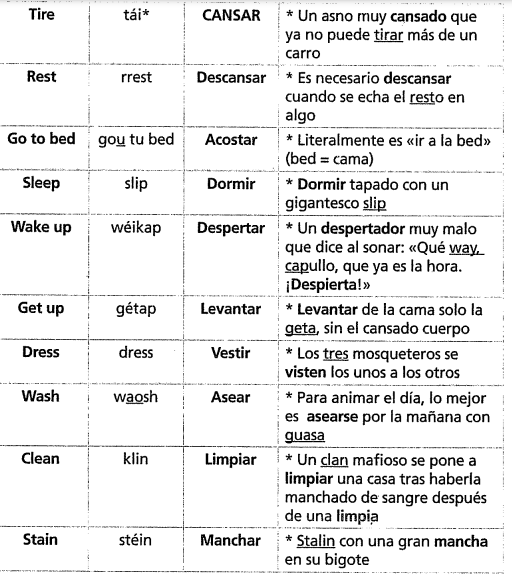 Tire tái* CANSAR * Un asno muy cansado que
ya no puede tirar más de un
carro
Rest rrest Descansar * Es necesario descansar
cuando se echa el resto en
algo
Go to bed gou tu bed Acostar * Literalmente es «ir a la bed»
(bed = cama)
Sleep slip Dormir * Dormir tapado con un
gigantesco slip
Wake up wéikap Despertar * Un despertador muy malo
que dice al sonar: «Qué way,
capullo, que ya es la hora.
¡Despierta!»
Get up gétap Levantar * Levantar de la cama solo la
geta, sin el cansado cuerpo
Dress dress Vestir * Los tres mosqueteros se
visten los unos a los otros
Wash waosh Asear * Para animar el día, lo mejor
es asearse por la mañana con
guasa
Clean klin Limpiar * Un clan mafioso se pone a
limpiar una casa tras haberla
manchado de sangre después
de una limpia
Stain stéin Manchar * Stalin con una gran mancha
en su bigote